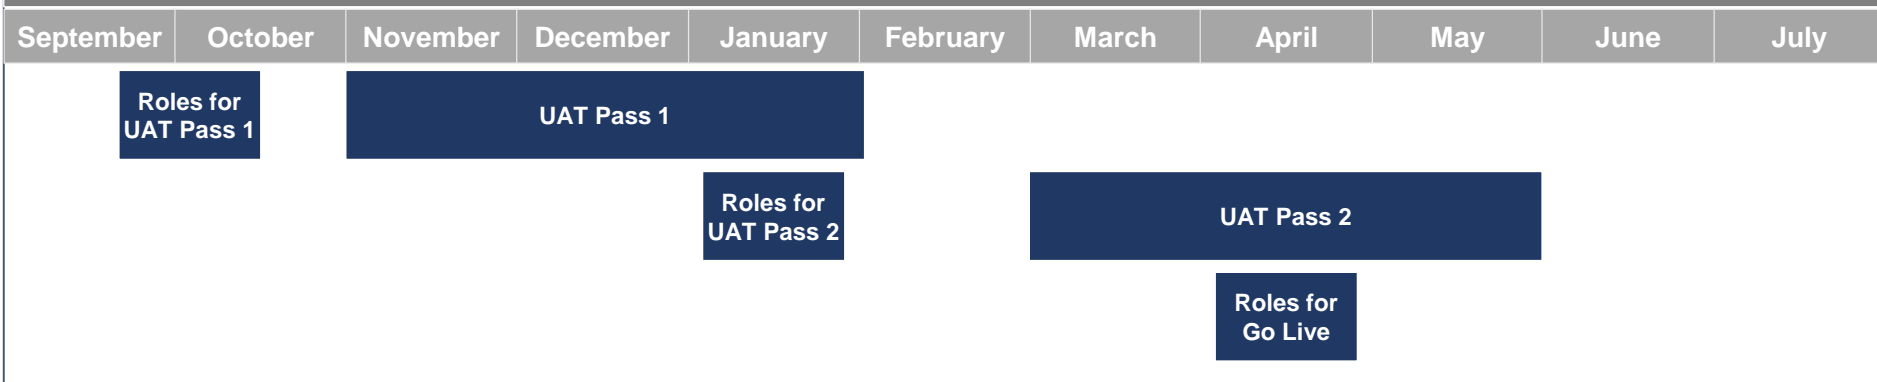 September October November December January February March April May June July
Roles for
UAT Pass 1
UAT Pass 1
Roles for
UAT Pass 2
UAT Pass 2
Roles for
Go Live